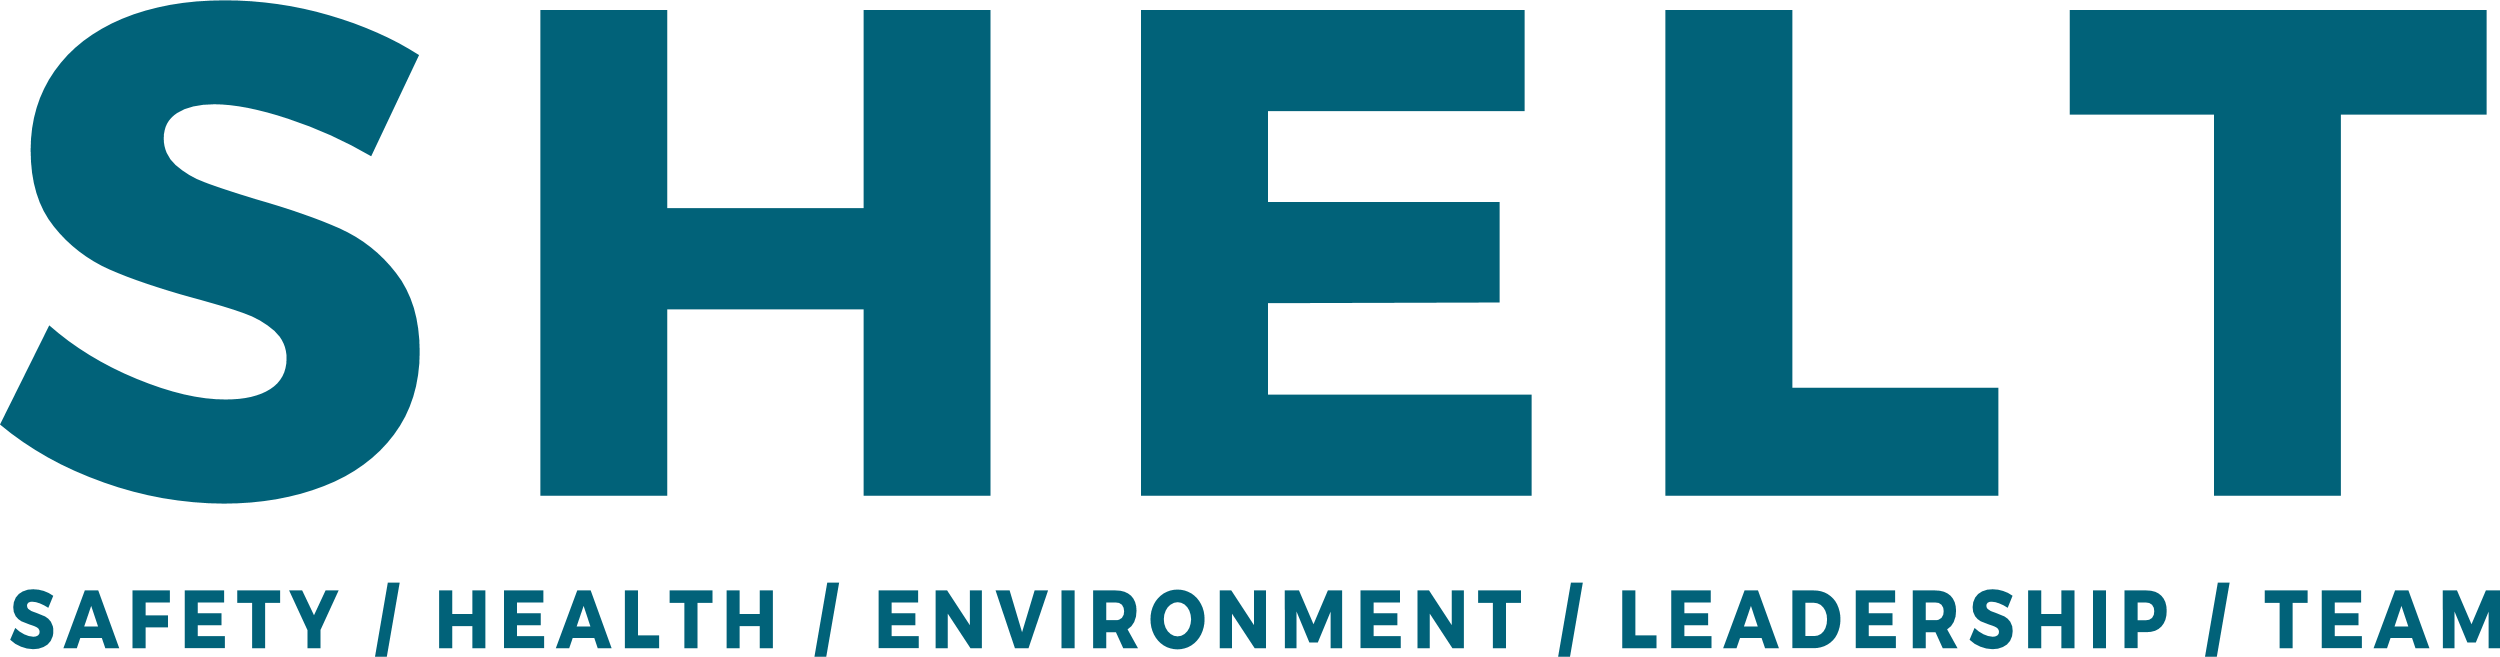 SHELT
SAFETY / HEALTH / ENVIRONMENT / LEADERSHIP / TEAM